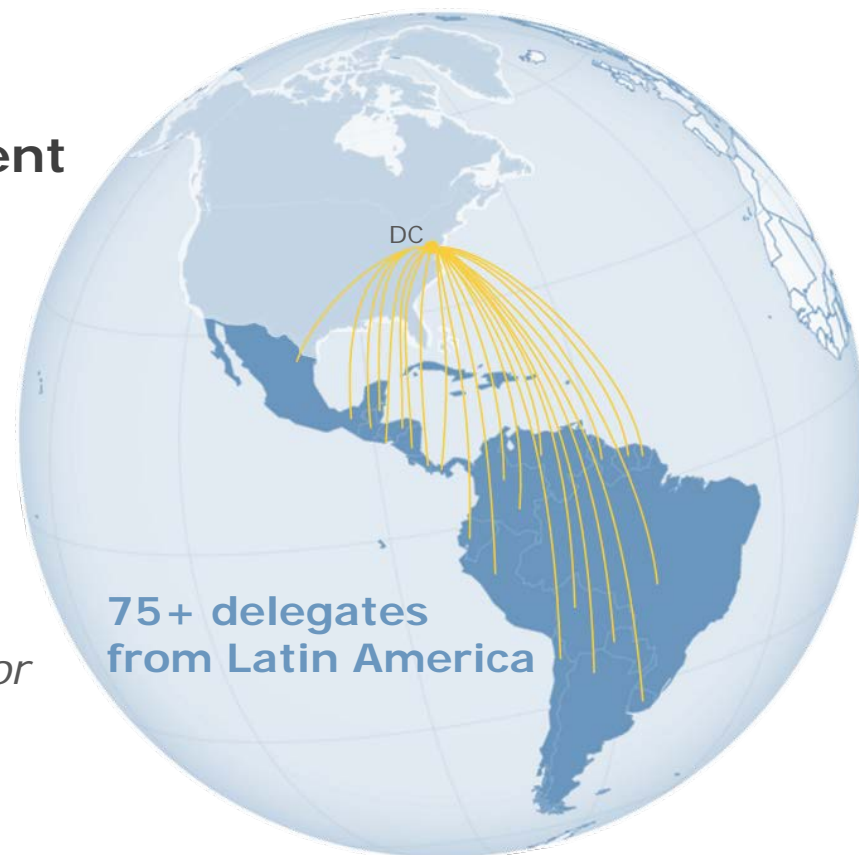 ent
DC
75+ delegates
from Latin America
or